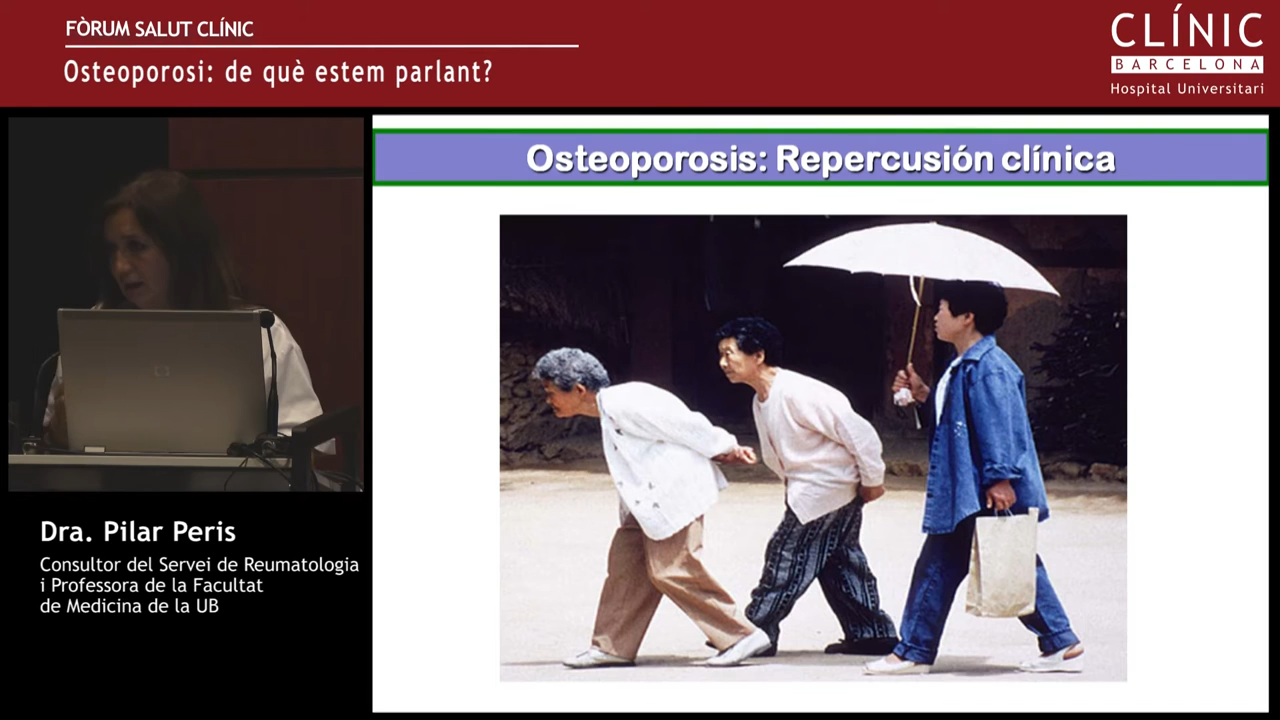 FÒRUM SALUT CLÍNIC
Osteoporosi: de què estem parlant?
CLÍNIC
BARCELONA
Hospital Universitari
Osteoporosis: Repercusión clínica
Dra. Pilar Peris
Consultor del Servei de Reumatologia
i Professora de la Facultat
de Medicina de la UB